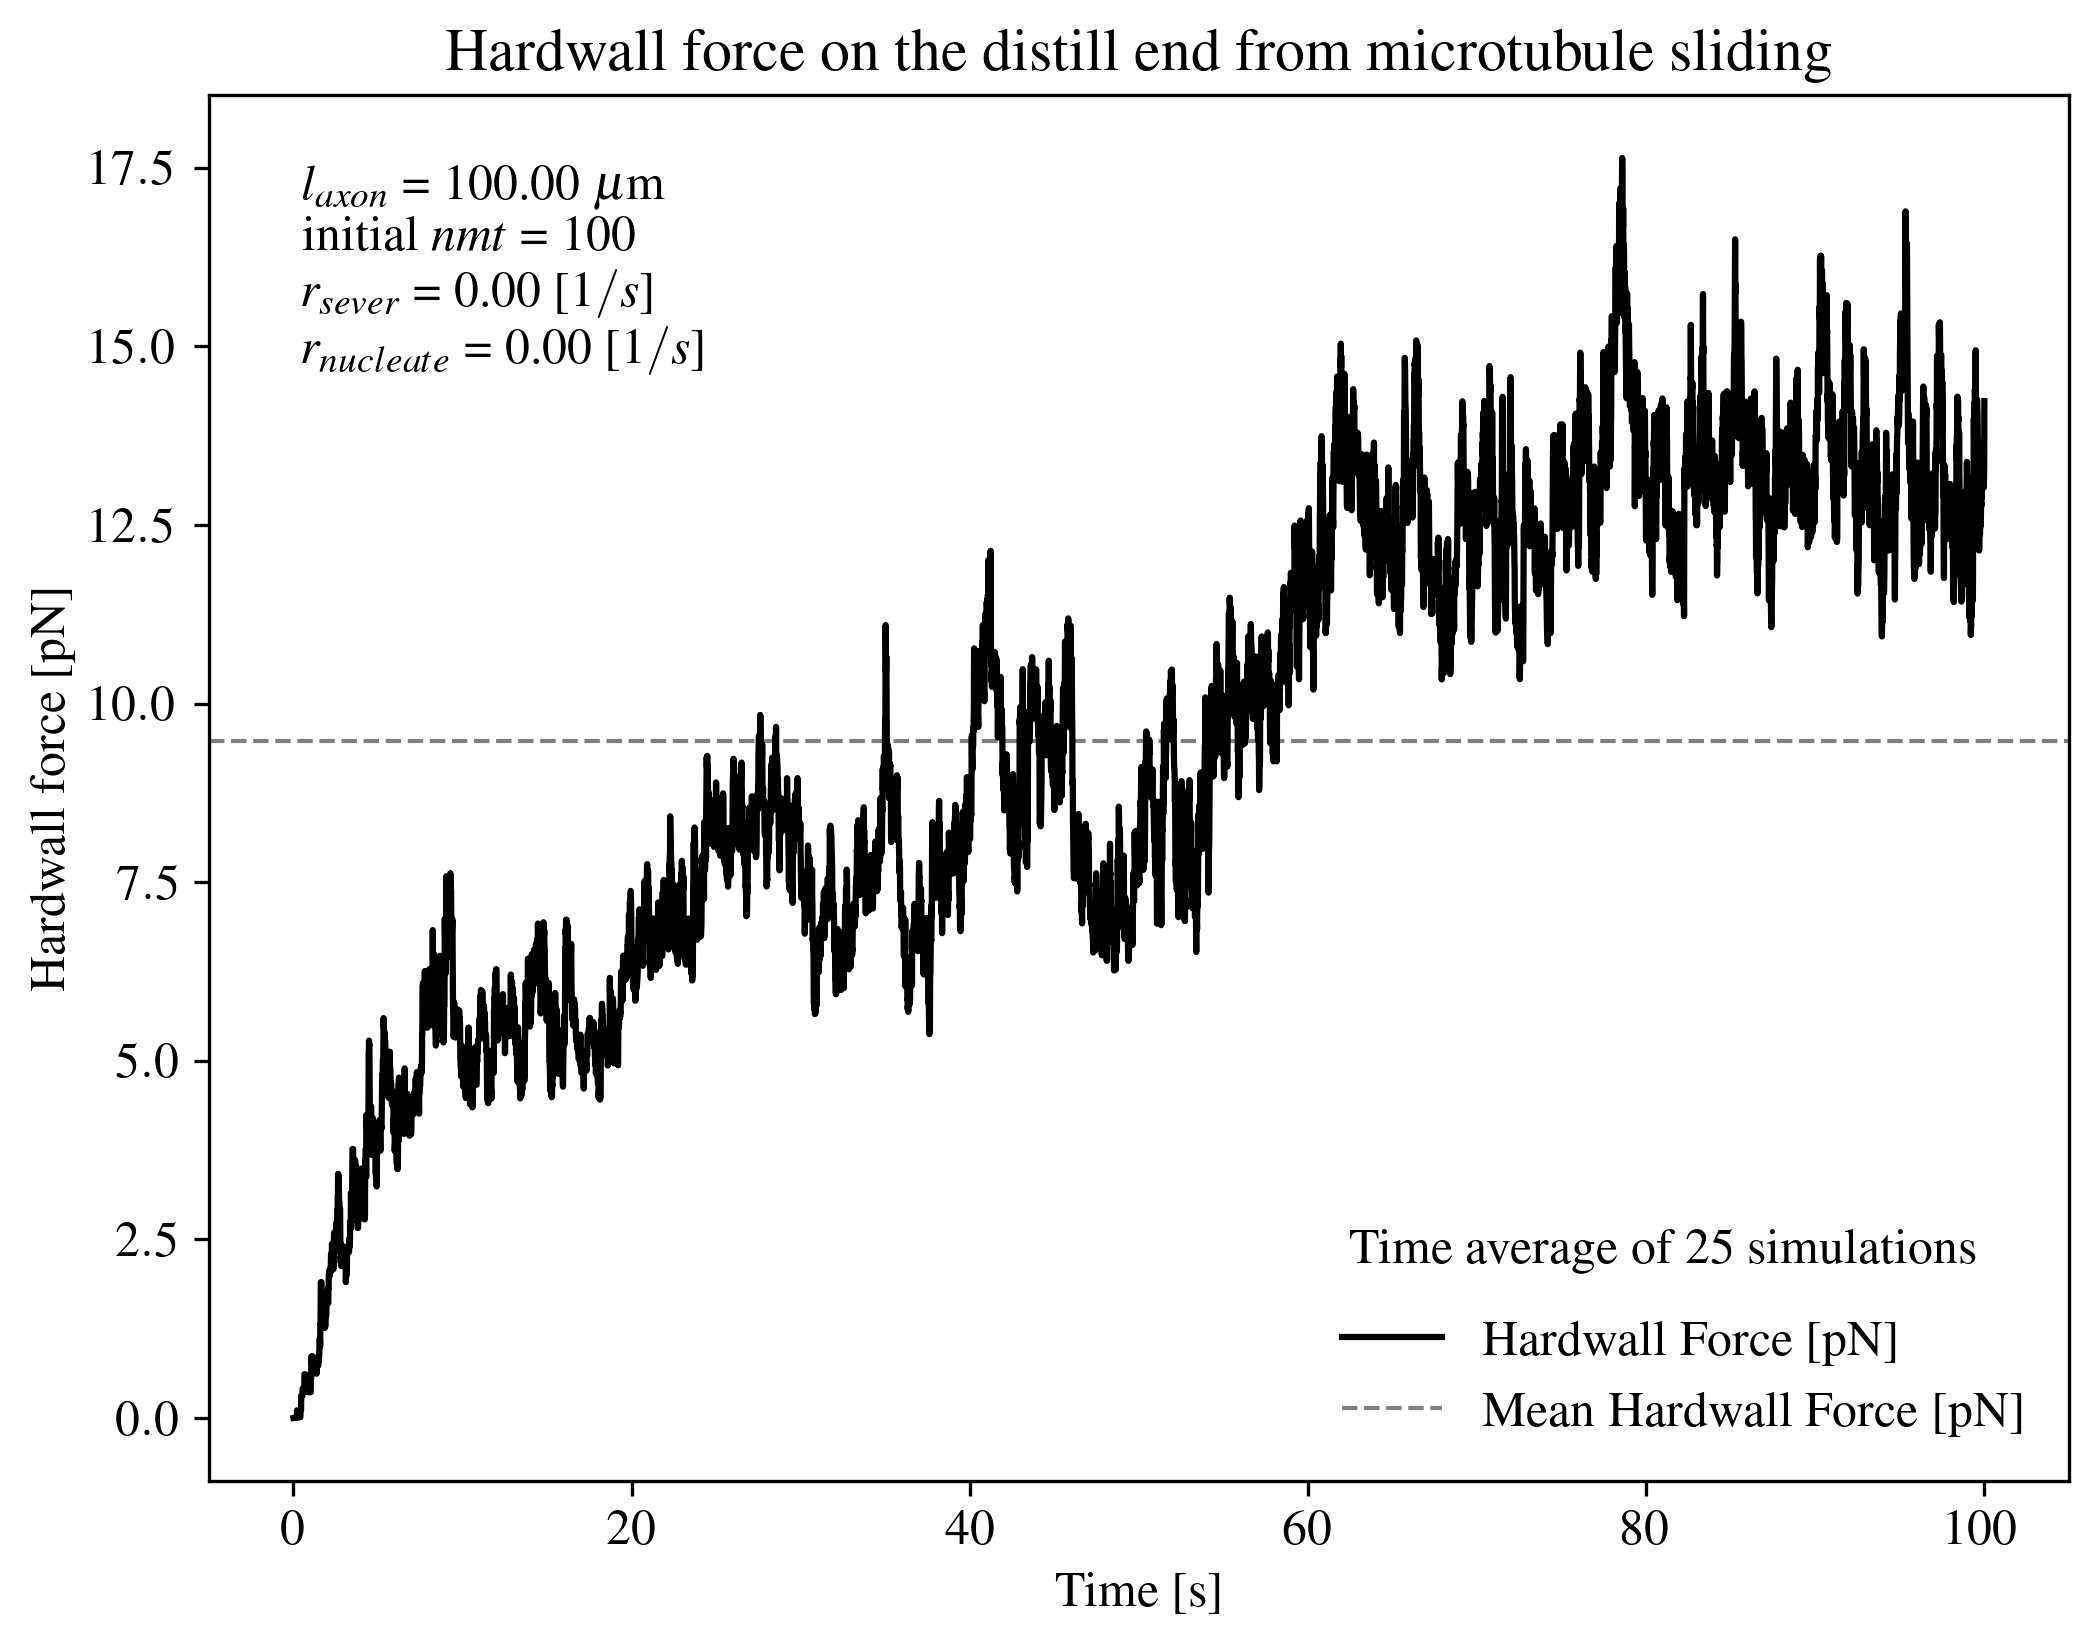 Hardwall force on the distill end from microtubule sliding
17.5
15.0
12.5
10.0
7.5
5.0
2.5
0.0
Hardwall force [pN]
l_axon = 100.00 μm
initial nmt = 100
r_sever = 0.00 [1/s]
r_nucleate = 0.00 [1/s]
Time average of 25 simulations
Hardwall Force [pN]
Mean Hardwall Force [pN]
0 20 40 60 80 100
Time [s]